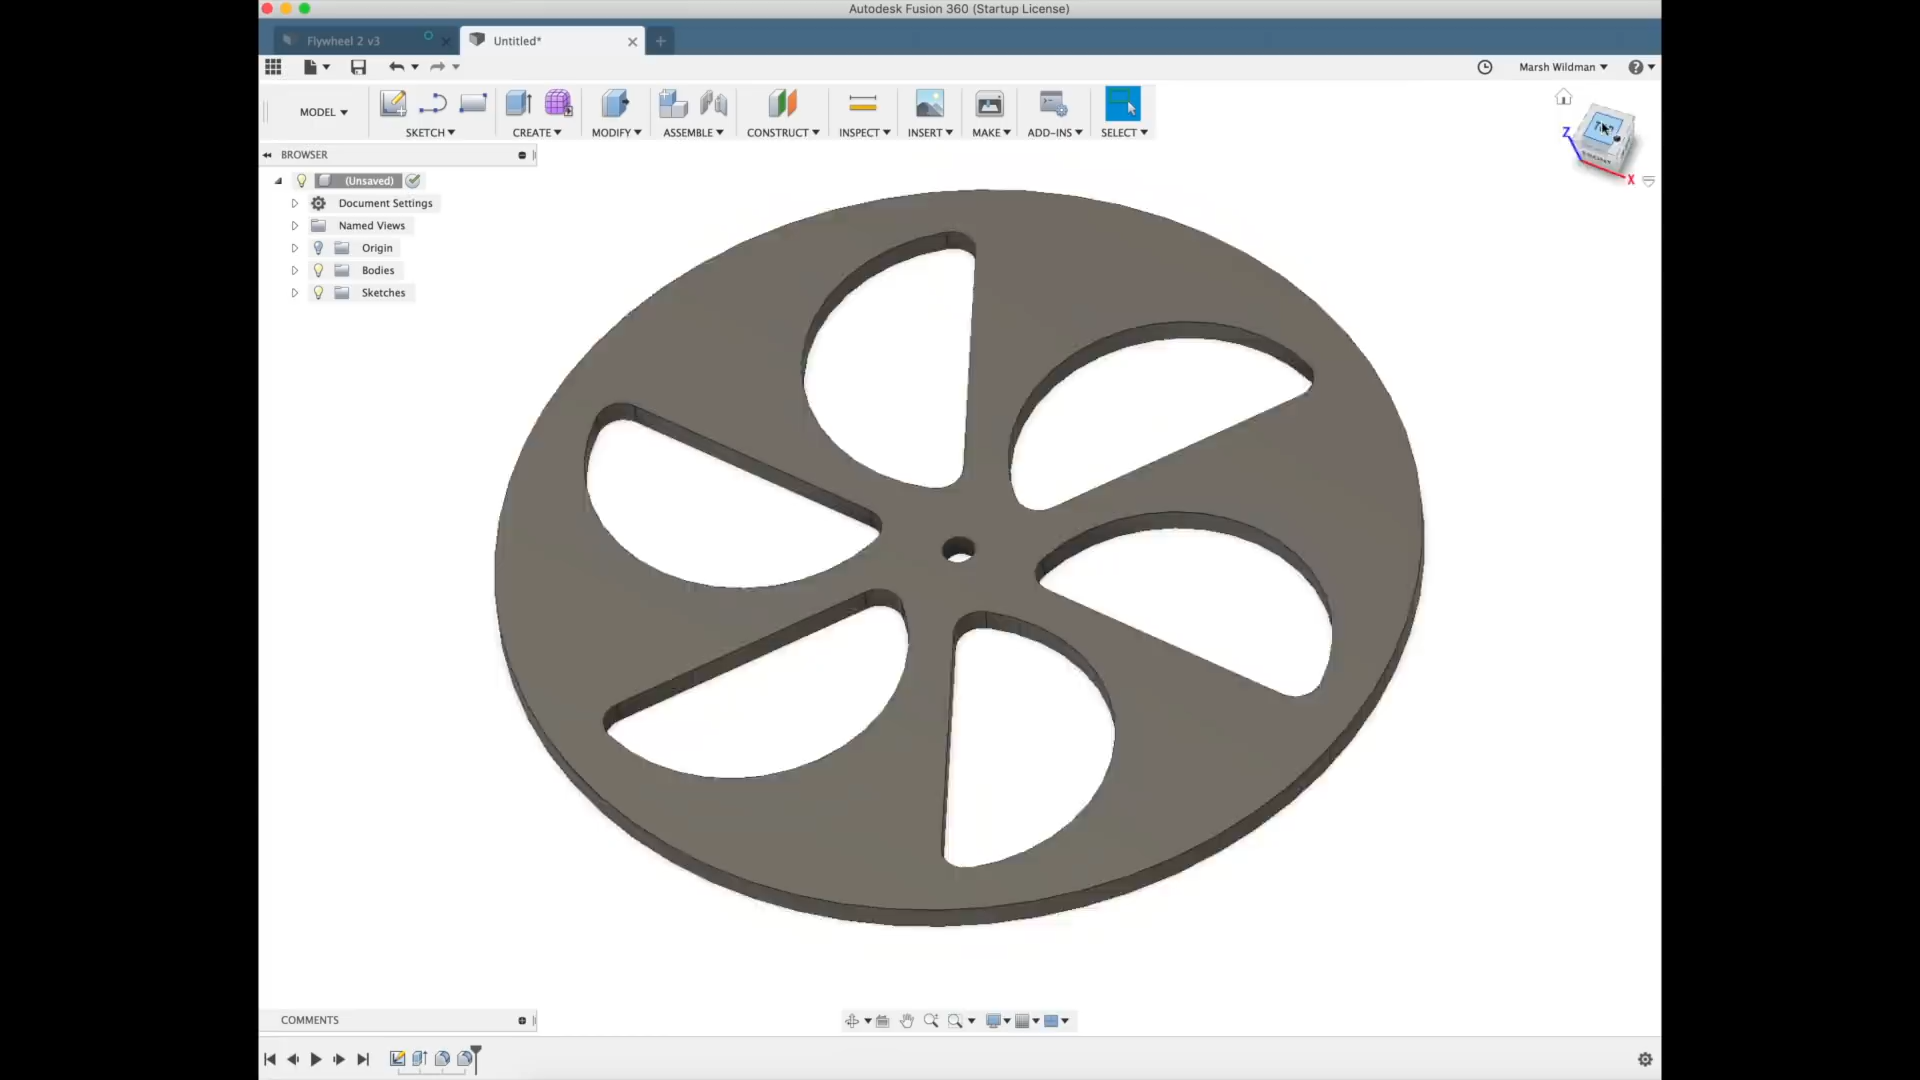 Autodesk Fusion 360 (Startup License)
Flywheel 2 v3
Untitled*
Marsh Wildman
MODEL
SKETCH
CREATE
MODIFY
ASSEMBLE
CONSTRUCT
INSPECT
INSERT
MAKE
ADD-INS
SELECT
BROWSER
(Unsaved)
Document Settings
Named Views
Origin
Bodies
Sketches
Z
FRONT
X
COMMENTS